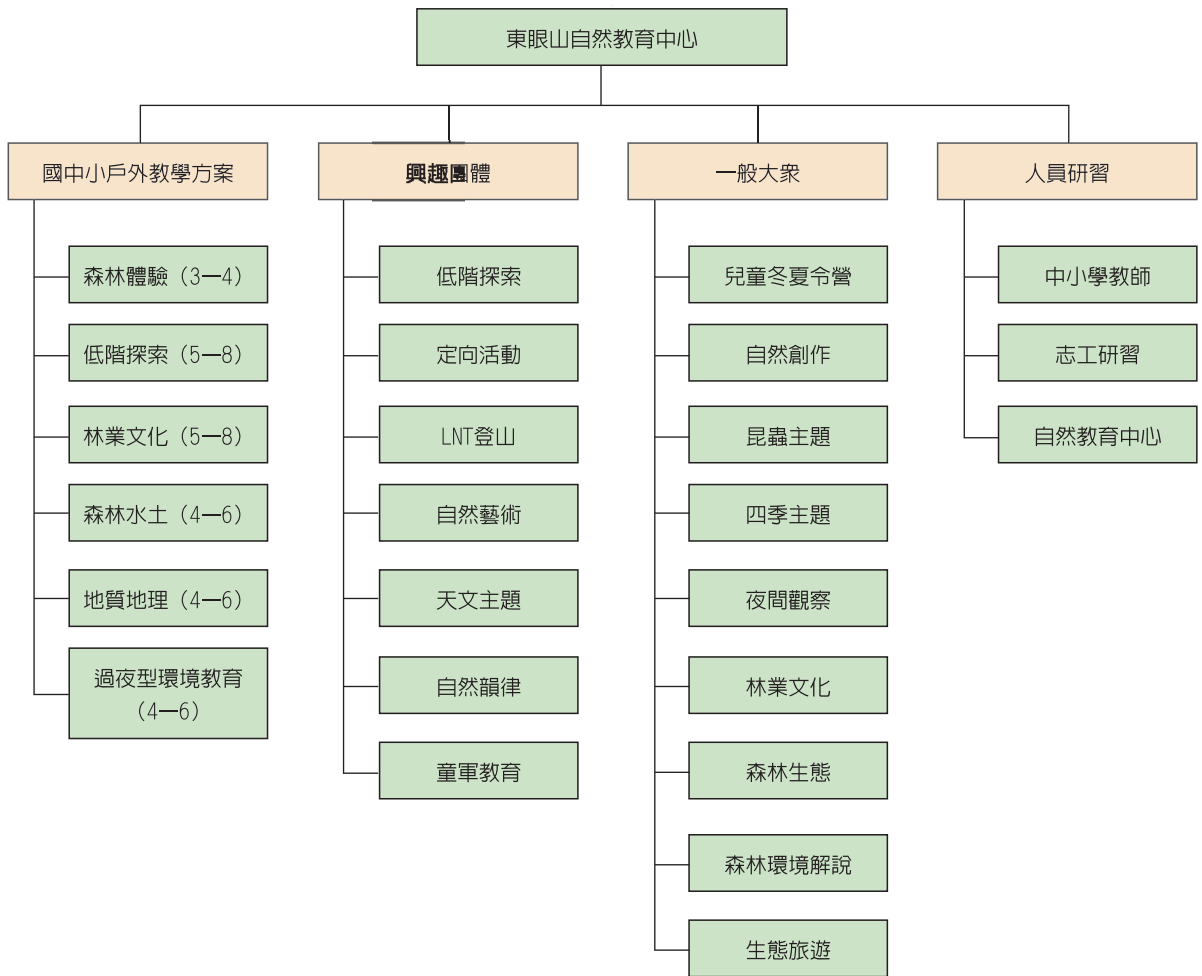 東眼山自然教育中心
國中小戶外教學方案
森林體驗（3—4）
低階探索（5—8）
林業文化（5—8）
森林水土（4—6）
地質地理（4—6）
過夜型環境教育
（4—6）
興趣團體
低階探索
定向活動
LNT登山
自然藝術
天文主題
自然韻律
童軍教育
一般大眾
兒童冬夏令營
自然創作
昆蟲主題
四季主題
夜間觀察
林業文化
森林生態
森林環境解說
生態旅遊
人員研習
中小學教師
志工研習
自然教育中心